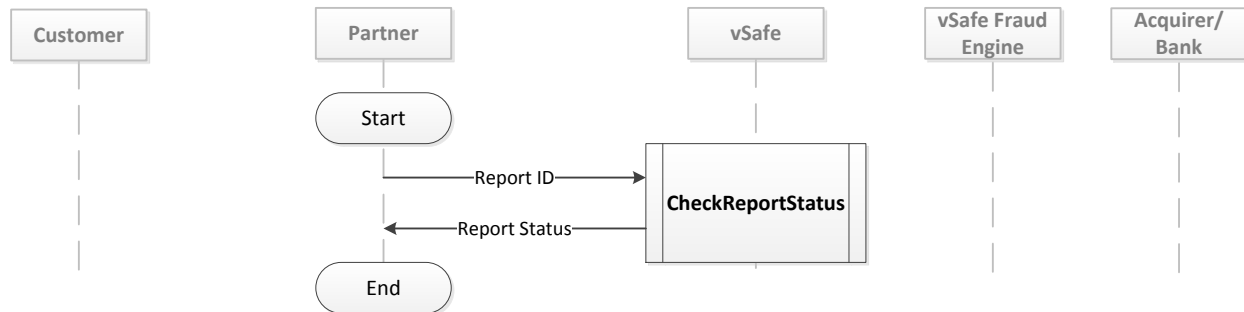 Customer
Partner
vSafe
vSafe Fraud
Engine
Acquirer/
Bank
Start
Report ID
CheckReportStatus
Report Status
End